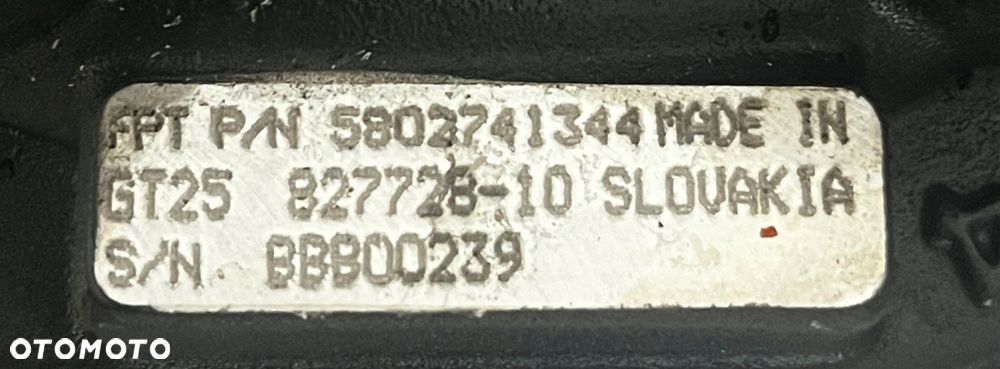 FPT P/N 5802741344 MADE IN
GT25 827728-10 SLOVAKIA
S/N BBB00239
OTOMOTO